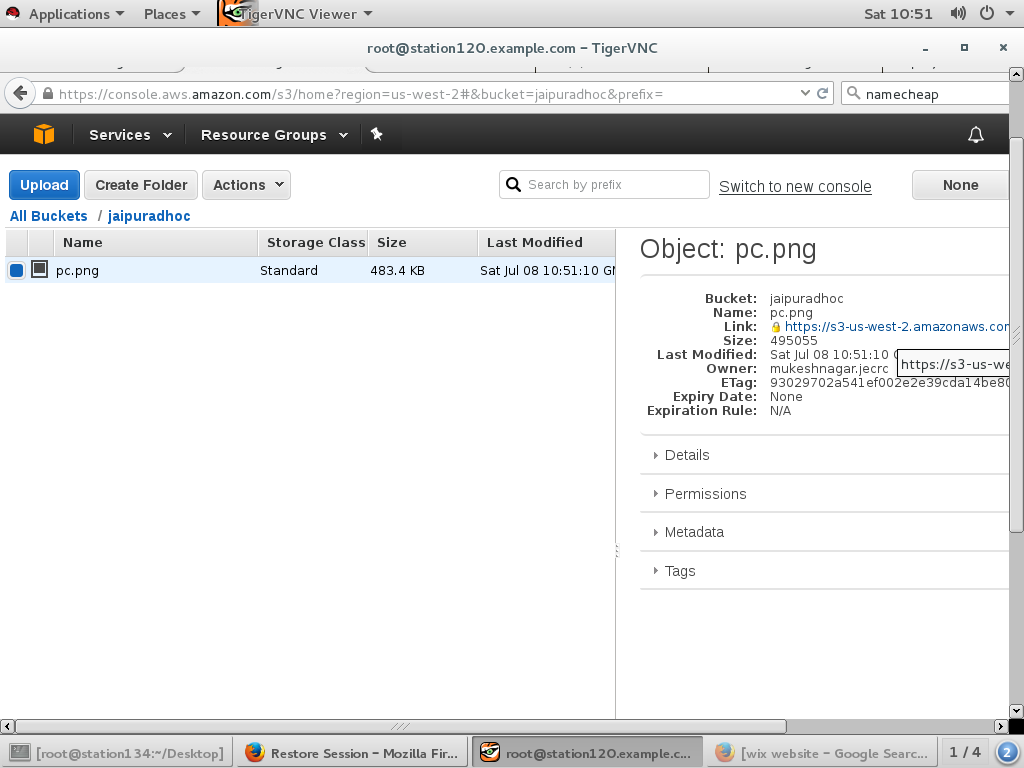 Applications Places TigerVNC Viewer Sat 10:51
root@station120.example.com - TigerVNC
https://console.aws.amazon.com/s3/home?region=us-west-2#&bucket=jaipuradhoc&prefix= namecheap
Services Resource Groups
Upload Create Folder Actions Search by prefix Switch to new console None
All Buckets / jaipuradhoc
Name Storage Class Size Last Modified
pc.png Standard 483.4 KB Sat Jul 08 10:51:10 GM
Object: pc.png
Bucket: jaipuradhoc
Name: pc.png
Link: https://s3-us-west-2.amazonaws.com
Size: 495055
Last Modified: Sat Jul 08 10:51:10
https://s3-us-we
Owner: mukeshnagar.jecrc
ETag: 93029702a541ef002e2e39cda14be80
Expiry Date: None
Expiration Rule: N/A
Details
Permissions
Metadata
Tags
[root@station134:~/Desktop] Restore Session - Mozilla Fir... root@station120.example.c... [wix website - Google Searc... 1 / 4 2